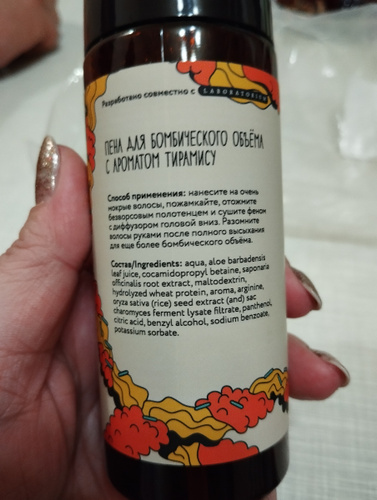 Разработано совместно с LABORATORIUM
ПЕНА ДЛЯ БОМБИЧЕСКОГО ОБЪЁМА
С АРОМАТОМ ТИРАМИСУ
Способ применения: нанесите на очень
мокрые волосы, пожамкайте, отожмите
безворсовым полотенцем и сушите феном
с диффузором головой вниз. Разомните
волосы руками после полного высыхания
для еще более бомбического объёма.
Состав/Ingredients: aqua, aloe barbadensis
leaf juice, cocamidopropyl betaine, saponaria
officinalis root extract, maltodextrin,
hydrolyzed wheat protein, aroma, arginine,
oryza sativa (rice) seed extract (and) sac
charomyces ferment lysate filtrate, panthenol,
citric acid, benzyl alcohol, sodium benzoate,
potassium sorbate.